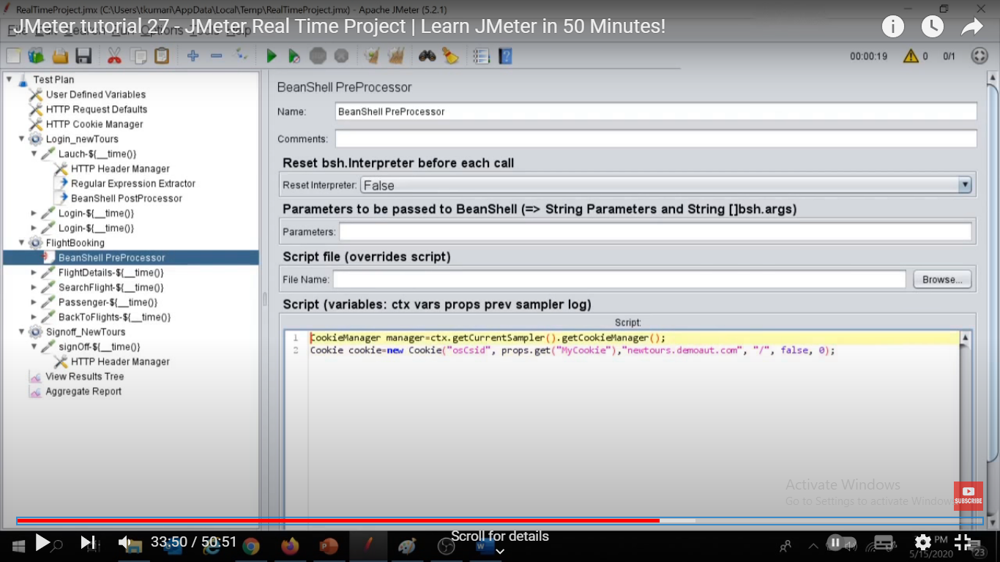 RealTimeProject.jmx (C:\Users\tkumari\AppData\Local\Temp\RealTimeProject.jmx) - Apache JMeter (5.2.1)
JMeter tutorial 27 - JMeter Real Time Project | Learn JMeter in 50 Minutes!
00:00:19 0 0/1
Test Plan
User Defined Variables
HTTP Request Defaults
HTTP Cookie Manager
Login_newTours
Lauch-${__time()}
HTTP Header Manager
Regular Expression Extractor
BeanShell PostProcessor
Login-${__time()}
Login-${__time()}
FlightBooking
BeanShell PreProcessor
FlightDetails-${__time()}
SearchFlight-${__time()}
Passenger-${__time()}
BackToFlights-${__time()}
Signoff_NewTours
signOff-${__time()}
HTTP Header Manager
View Results Tree
Aggregate Report
BeanShell PreProcessor
Name: BeanShell PreProcessor
Comments:
Reset bsh.Interpreter before each call
Reset Interpreter: False
Parameters to be passed to BeanShell (=> String Parameters and String []bsh.args)
Parameters:
Script file (overrides script)
File Name: Browse...
Script (variables: ctx vars props prev sampler log)
Script:
1 CookieManager manager=ctx.getCurrentSampler().getCookieManager();
2 Cookie cookie=new Cookie("osCsid", props.get("MyCookie"),"newtours.demoaut.com", "/", false, 0);
Activate Windows
Go to Settings to activate Windows
SUBSCRIBE
33:50 / 50:51
Scroll for details
PM
5/15/2020
23